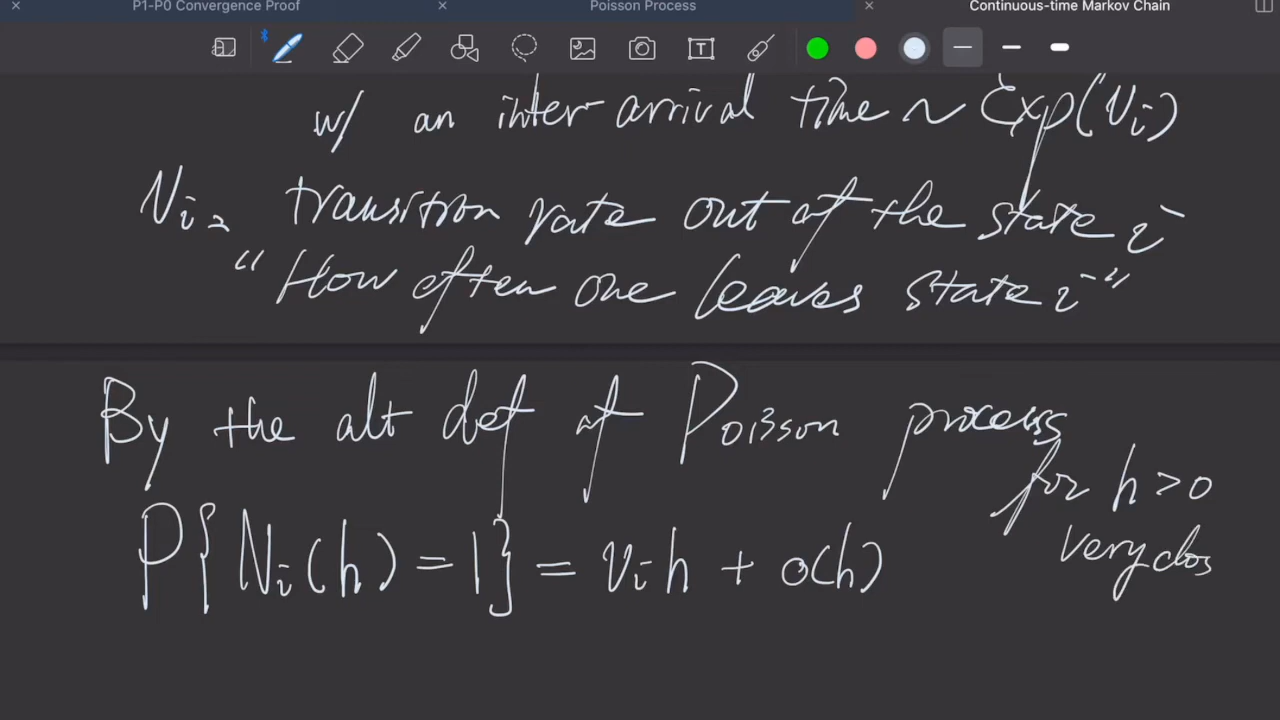 P1-P0 Convergence Proof Poisson Process Continuous-time Markov Chain
w/ an inter-arrival time ~ Exp(νi)
νi = transition rate out of the state i
"How often one leaves state i"
By the alt def of Poisson process
for h > 0
very clos
P{Ni(h) = 1} = νi h + o(h)